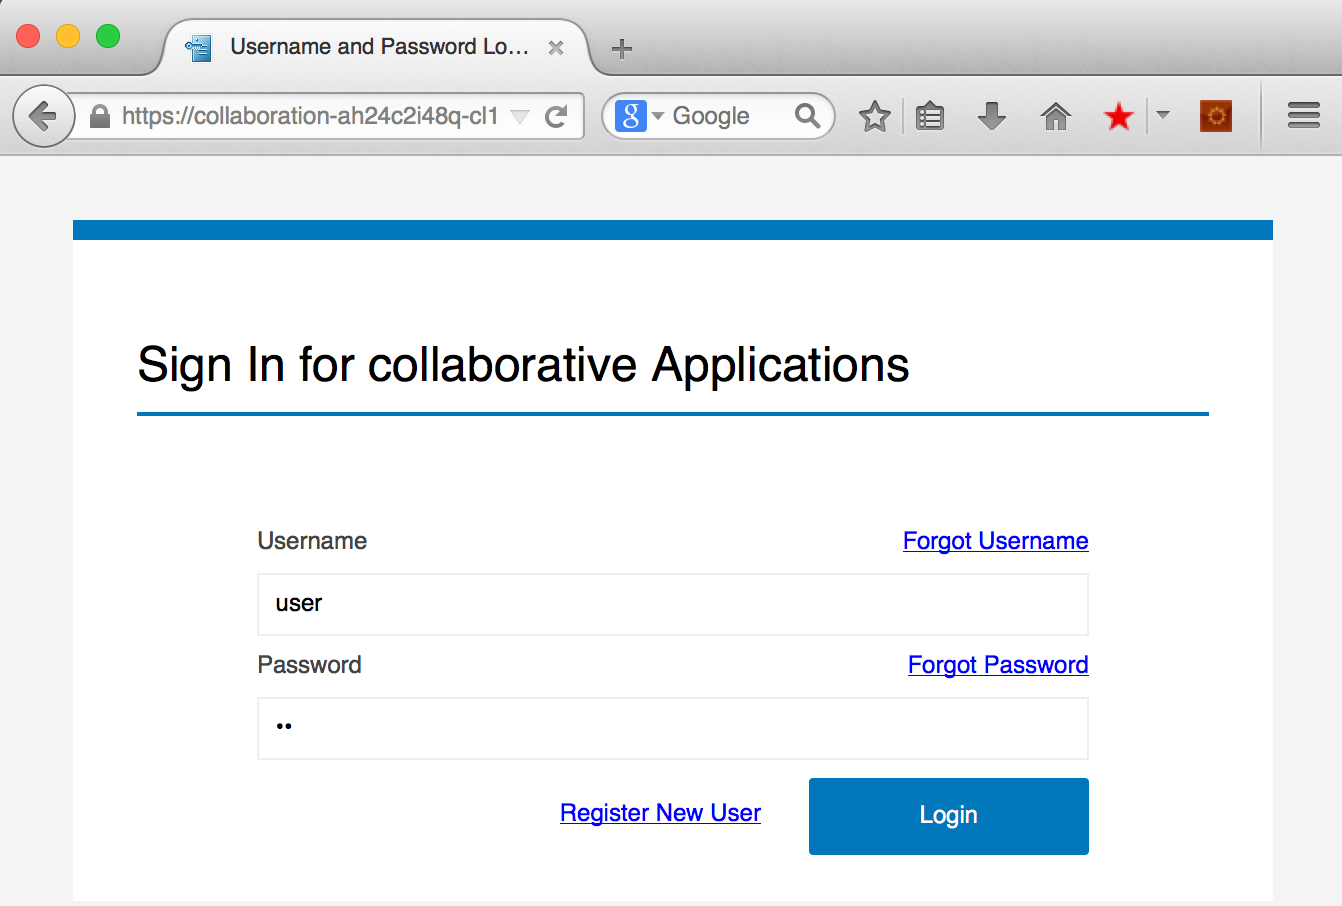 Username and Password Lo...
https://collaboration-ah24c2i48q-cl1
g Google
Sign In for collaborative Applications
Username Forgot Username
user
Password Forgot Password
••
Register New User Login